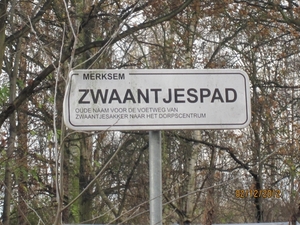 MERKSEM
ZWAANTJESPAD
OUDE NAAM VOOR DE VOETWEG VAN
ZWAANTJESAKKER NAAR HET DORPSCENTRUM